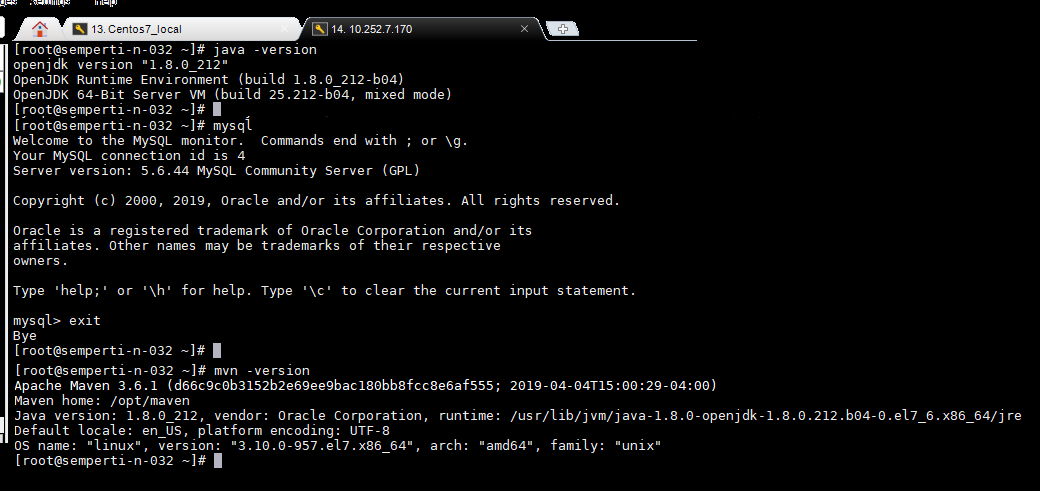 13. Centos7_local
14. 10.252.7.170
[root@semperti-n-032 ~]# java -version
openjdk version "1.8.0_212"
OpenJDK Runtime Environment (build 1.8.0_212-b04)
OpenJDK 64-Bit Server VM (build 25.212-b04, mixed mode)
[root@semperti-n-032 ~]#
[root@semperti-n-032 ~]# mysql
Welcome to the MySQL monitor.  Commands end with ; or \g.
Your MySQL connection id is 4
Server version: 5.6.44 MySQL Community Server (GPL)
Copyright (c) 2000, 2019, Oracle and/or its affiliates. All rights reserved.
Oracle is a registered trademark of Oracle Corporation and/or its
affiliates. Other names may be trademarks of their respective
owners.
Type 'help;' or '\h' for help. Type '\c' to clear the current input statement.
mysql> exit
Bye
[root@semperti-n-032 ~]#
[root@semperti-n-032 ~]# mvn -version
Apache Maven 3.6.1 (d66c9c0b3152b2e69ee9bac180bb8fcc8e6af555; 2019-04-04T15:00:29-04:00)
Maven home: /opt/maven
Java version: 1.8.0_212, vendor: Oracle Corporation, runtime: /usr/lib/jvm/java-1.8.0-openjdk-1.8.0.212.b04-0.el7_6.x86_64/jre
Default locale: en_US, platform encoding: UTF-8
OS name: "linux", version: "3.10.0-957.el7.x86_64", arch: "amd64", family: "unix"
[root@semperti-n-032 ~]#